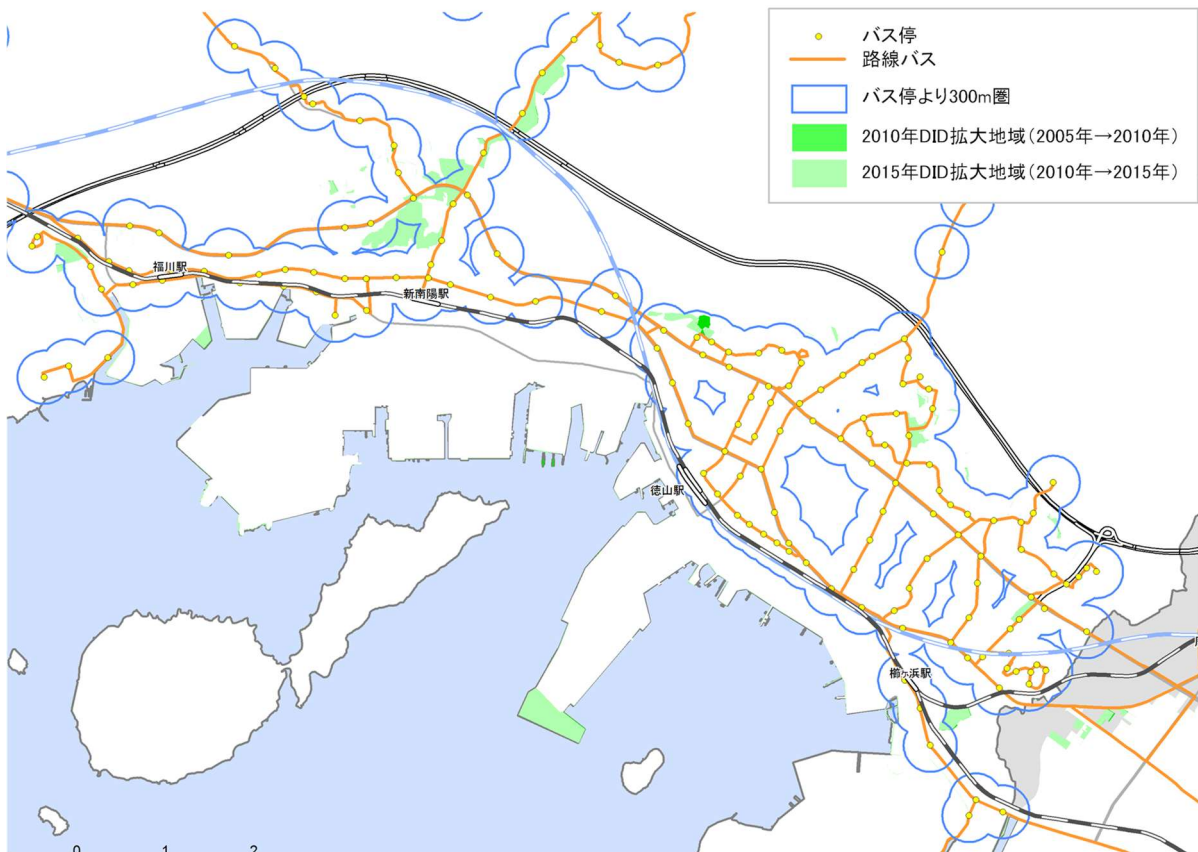 バス停
路線バス
バス停より300m圏
2010年DID拡大地域(2005年→2010年)
2015年DID拡大地域(2010年→2015年)
福川駅
新南陽駅
徳山駅
櫛ヶ浜駅
0 1 2